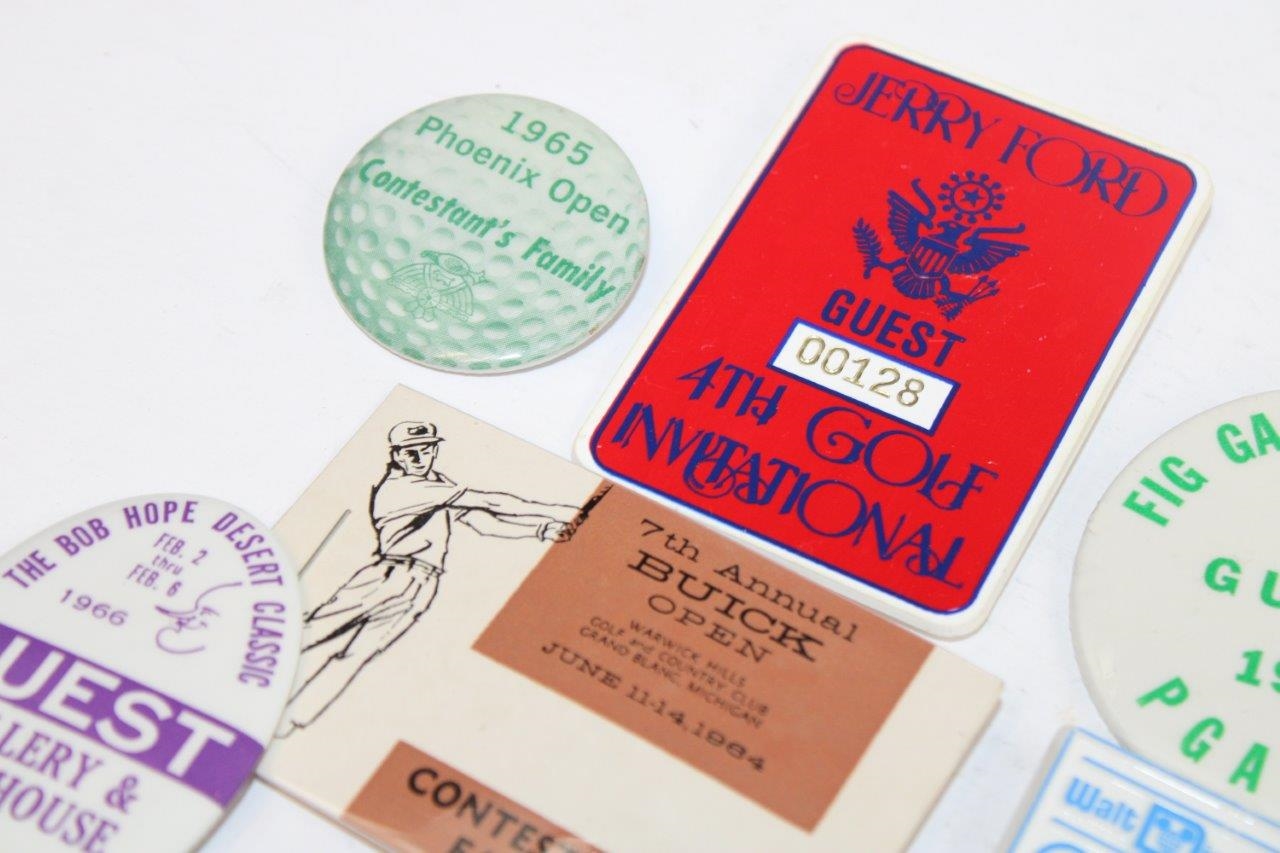 1965
Phoenix Open
Contestant's Family
JERRY FORD
GUEST
00128
4TH GOLF
INVITATIONAL
7th Annual
BUICK
OPEN
WARWICK HILLS
GOLF and COUNTRY CLUB
GRAND BLANC, MICHIGAN
JUNE 11-14, 1964
CONTES
THE BOB HOPE DESERT CLASSIC
FEB. 2
thru
FEB. 6
1966
UEST
LERY &
HOUSE
FIG GA
GU
19
PGA
Walt